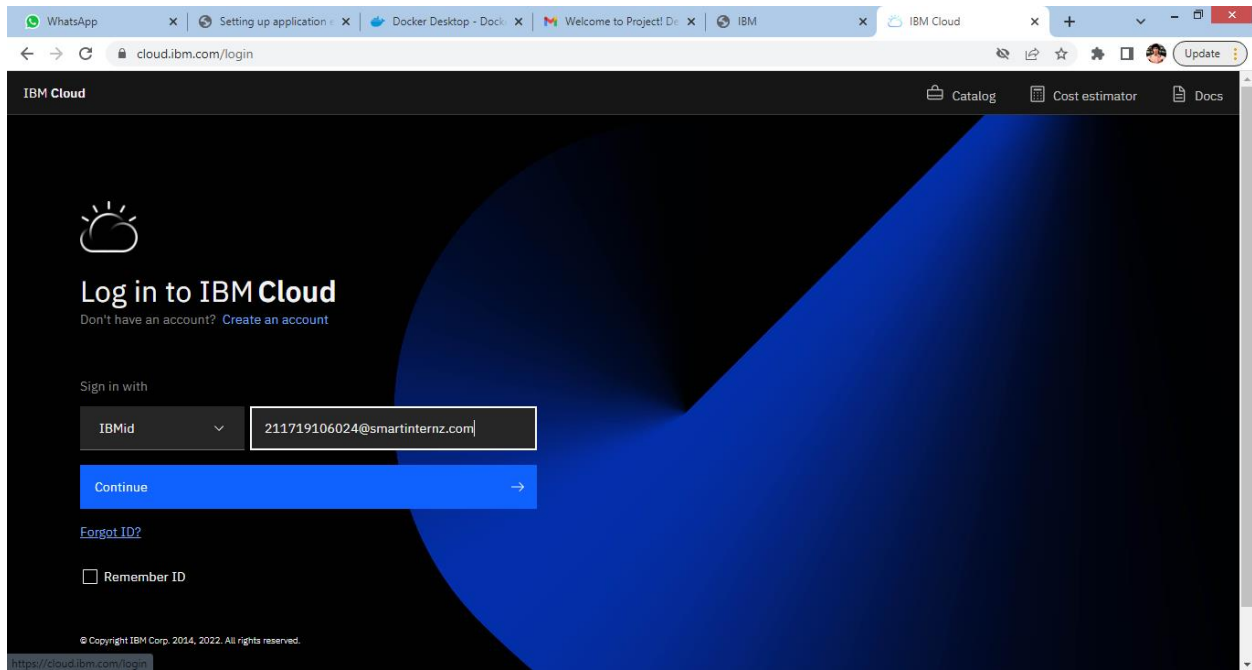 WhatsApp
Setting up application e
Docker Desktop - Docke
Welcome to Project! De
IBM
IBM Cloud
cloud.ibm.com/login
Update
IBM Cloud
Catalog
Cost estimator
Docs
Log in to IBM Cloud
Don't have an account? Create an account
Sign in with
IBMid
211719106024@smartinternz.com
Continue
Forgot ID?
Remember ID
© Copyright IBM Corp. 2014, 2022. All rights reserved.
https://cloud.ibm.com/login